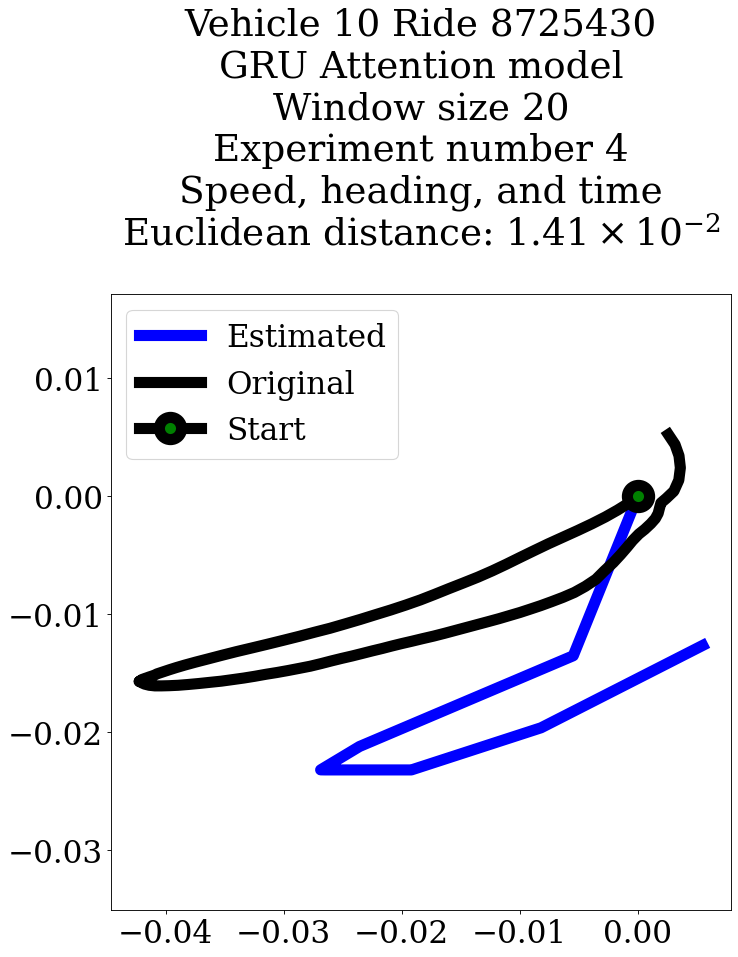 Vehicle 10 Ride 8725430
GRU Attention model
Window size 20
Experiment number 4
Speed, heading, and time
Euclidean distance: 1.41 × 10⁻²
Estimated
Original
Start
0.01
0.00
−0.01
−0.02
−0.03
−0.04 −0.03 −0.02 −0.01 0.00